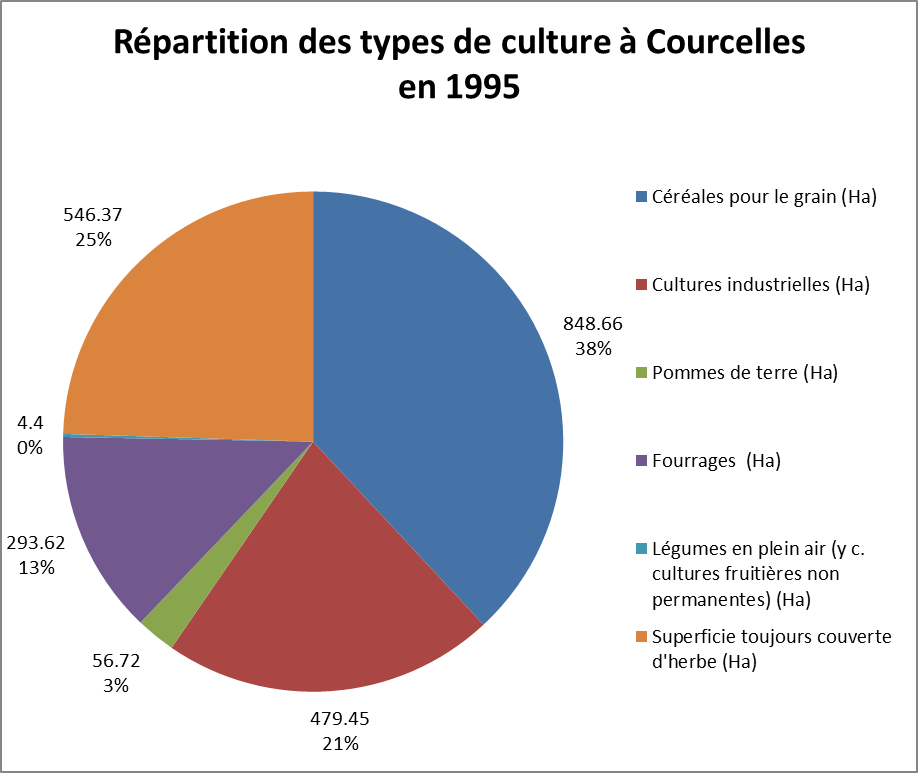 Répartition des types de culture à Courcelles
en 1995
546.37
25%
848.66
38%
4.4
0%
293.62
13%
56.72
3%
479.45
21%
Céréales pour le grain (Ha)
Cultures industrielles (Ha)
Pommes de terre (Ha)
Fourrages  (Ha)
Légumes en plein air (y c.
cultures fruitières non
permanentes) (Ha)
Superficie toujours couverte
d'herbe (Ha)